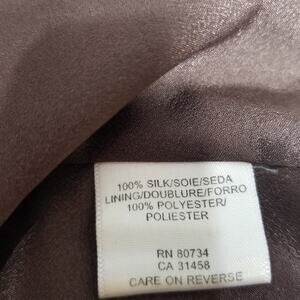 100% SILK/SOIE/SEDA
LINING/DOUBLURE/FORRO
100% POLYESTER/
POLIESTER
RN 80734
CA 31458
CARE ON REVERSE